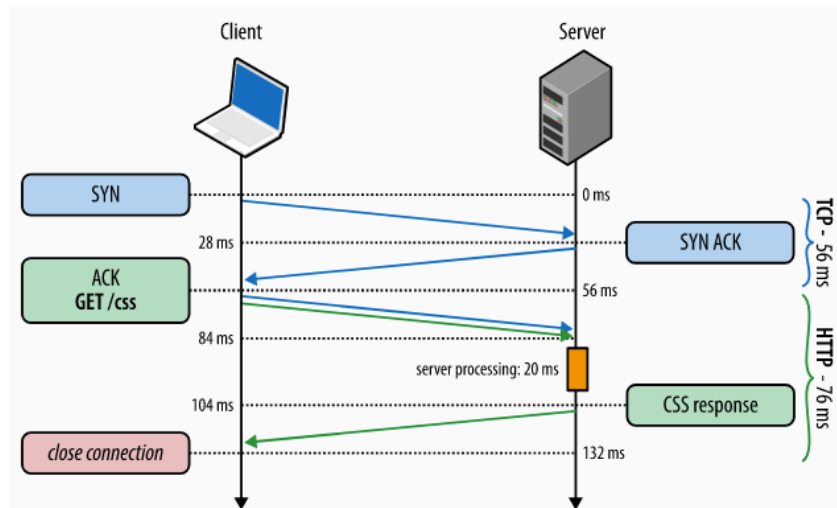 Client
Server
SYN
0 ms
28 ms
SYN ACK
TCP - 56 ms
ACK
GET /css
56 ms
84 ms
server processing: 20 ms
HTTP - 76 ms
104 ms
CSS response
close connection
132 ms